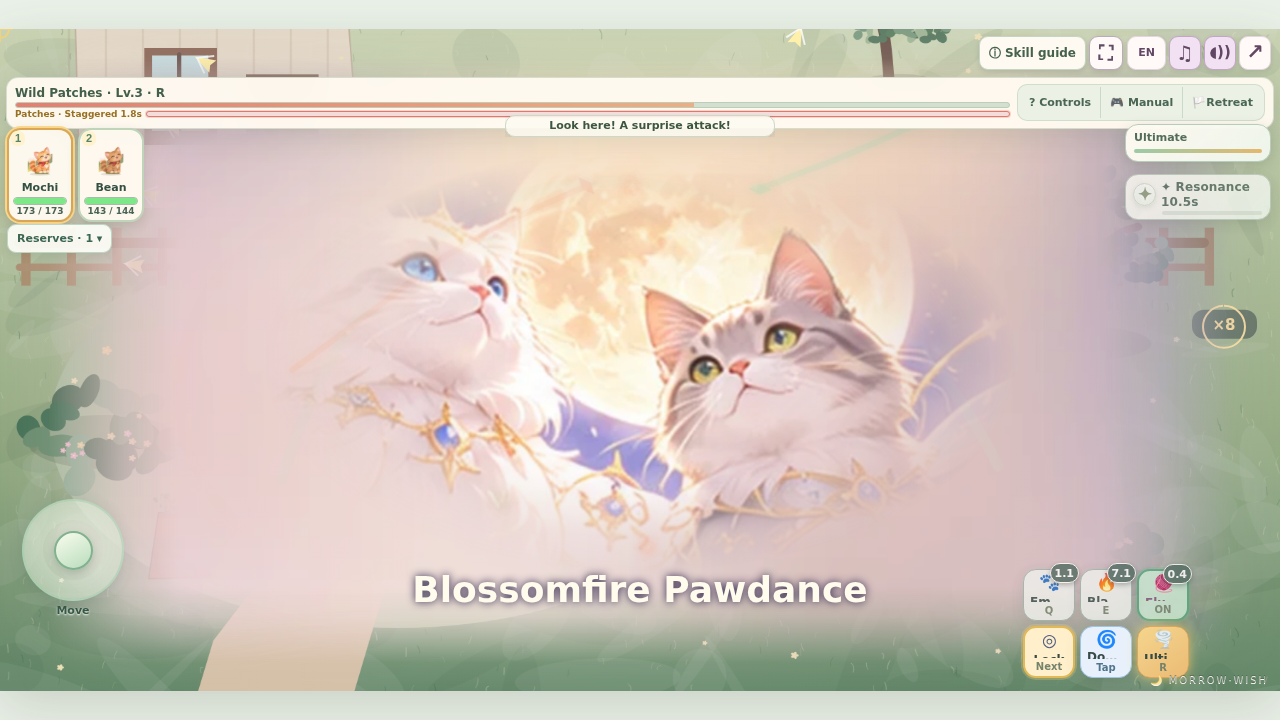 Skill guide
EN
Wild Patches · Lv.3 · R
Patches · Staggered 1.8s
? Controls
Manual
Retreat
Look here! A surprise attack!
1
Mochi
173 / 173
2
Bean
143 / 144
Reserves · 1 ▾
Ultimate
✦ Resonance
10.5s
×8
Blossomfire Pawdance
Move
1.1
Q
7.1
E
0.4
ON
Next
Do...
Tap
Ulti
R
MORROW·WISH